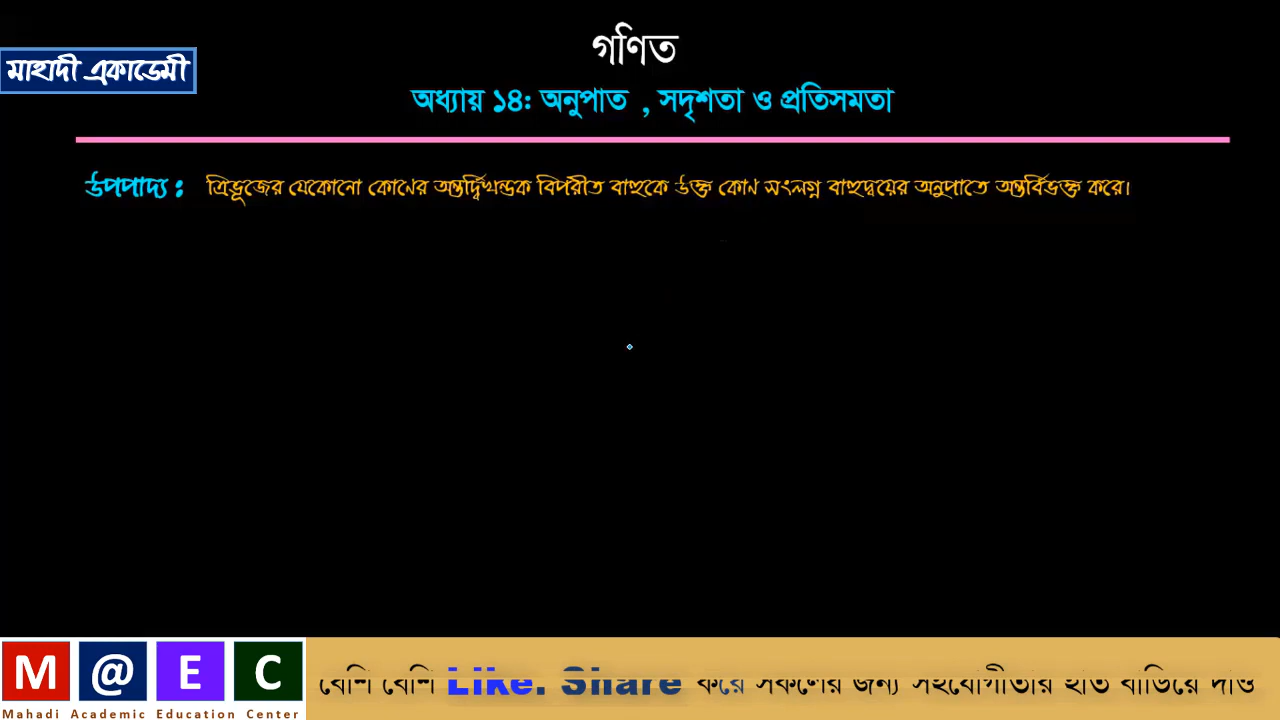 গণিত
মাহাদী একাডেমী
অধ্যায় ১৪: অনুপাত , সদৃশতা ও প্রতিসমতা
উপপাদ্য : ত্রিভূজের যেকোনো কোণের অন্তর্দ্বিখন্ডক বিপরীত বাহুকে উক্ত কোণ সংলগ্ন বাহুদ্বয়ের অনুপাতে অন্তর্বিভক্ত করে।
M @ E C
Mahadi Academic Education Center
বেশি বেশি Like. Share করে সকলের জন্য সহযোগীতার হাত বাড়িয়ে দাও